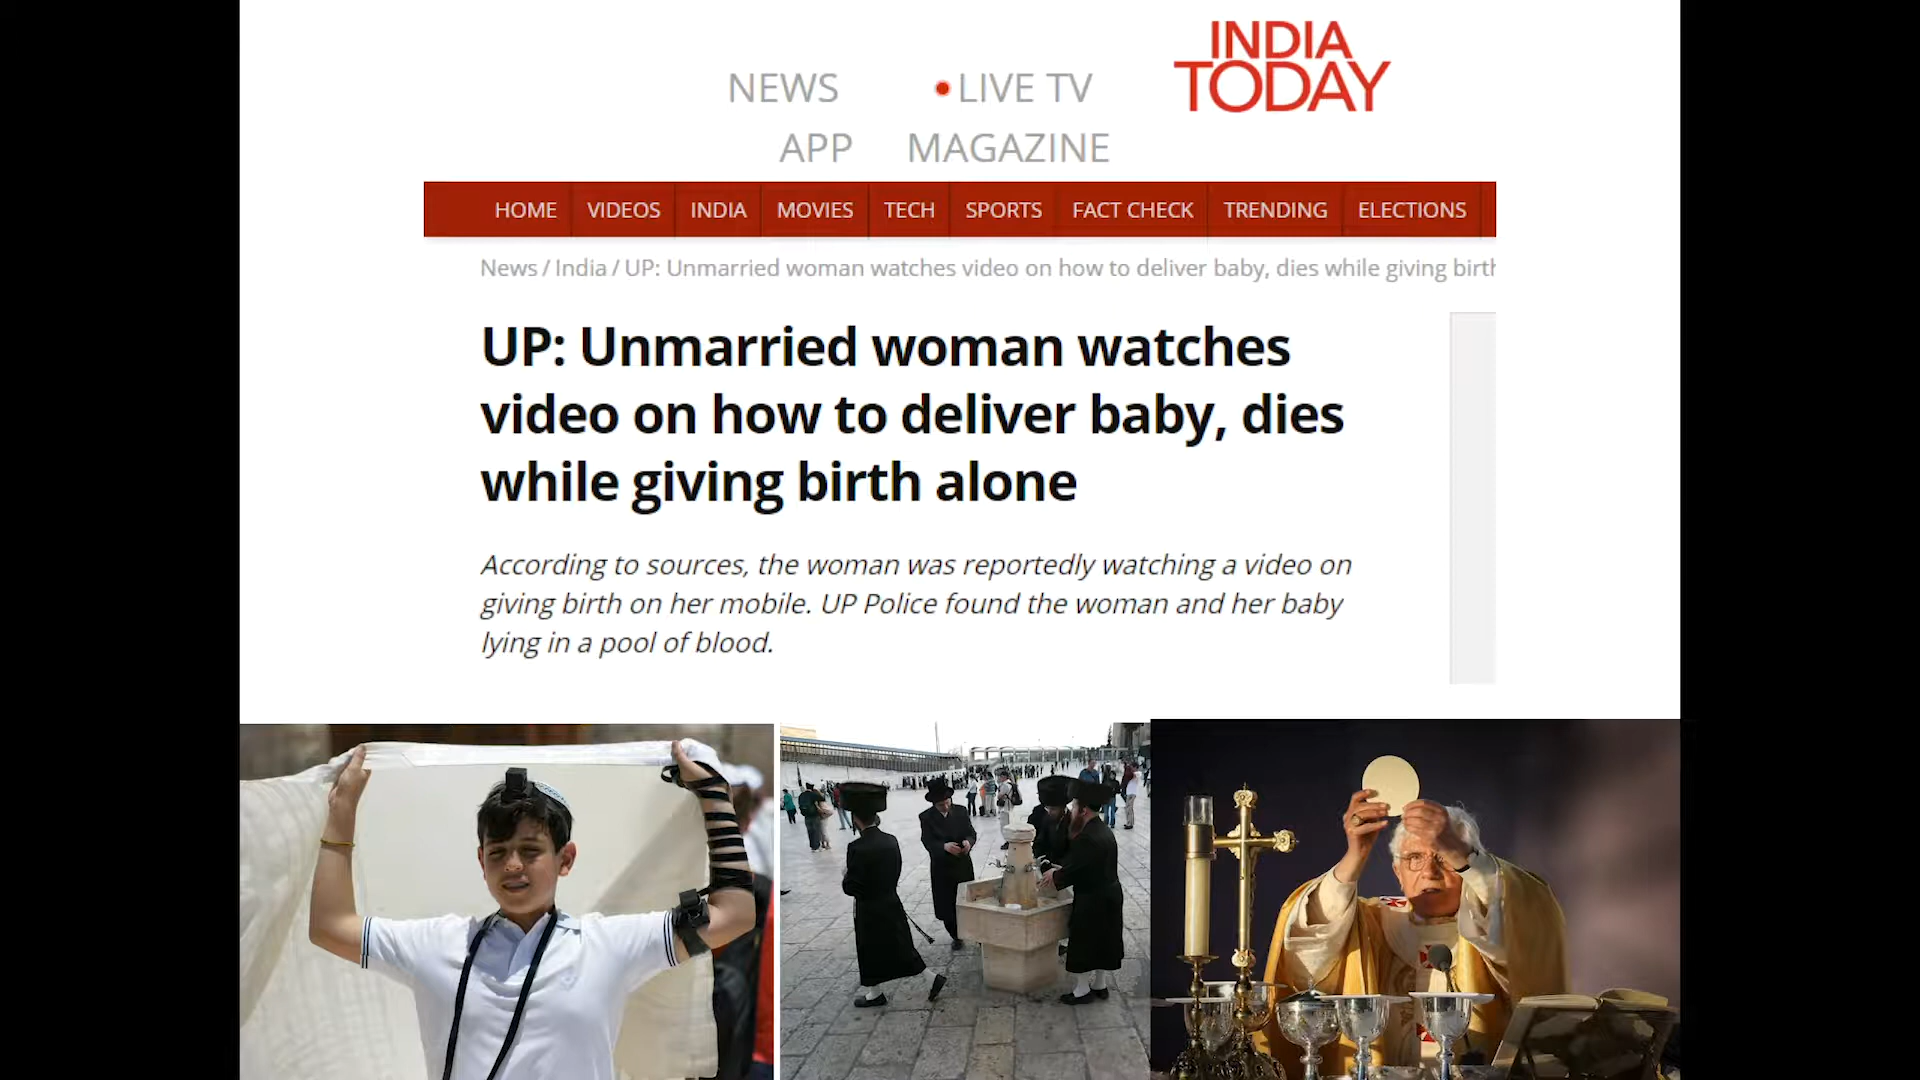 NEWS
LIVE TV
INDIA
TODAY
APP
MAGAZINE
HOME VIDEOS INDIA MOVIES TECH SPORTS FACT CHECK TRENDING ELECTIONS
News / India / UP: Unmarried woman watches video on how to deliver baby, dies while giving birth
UP: Unmarried woman watches
video on how to deliver baby, dies
while giving birth alone
According to sources, the woman was reportedly watching a video on
giving birth on her mobile. UP Police found the woman and her baby
lying in a pool of blood.